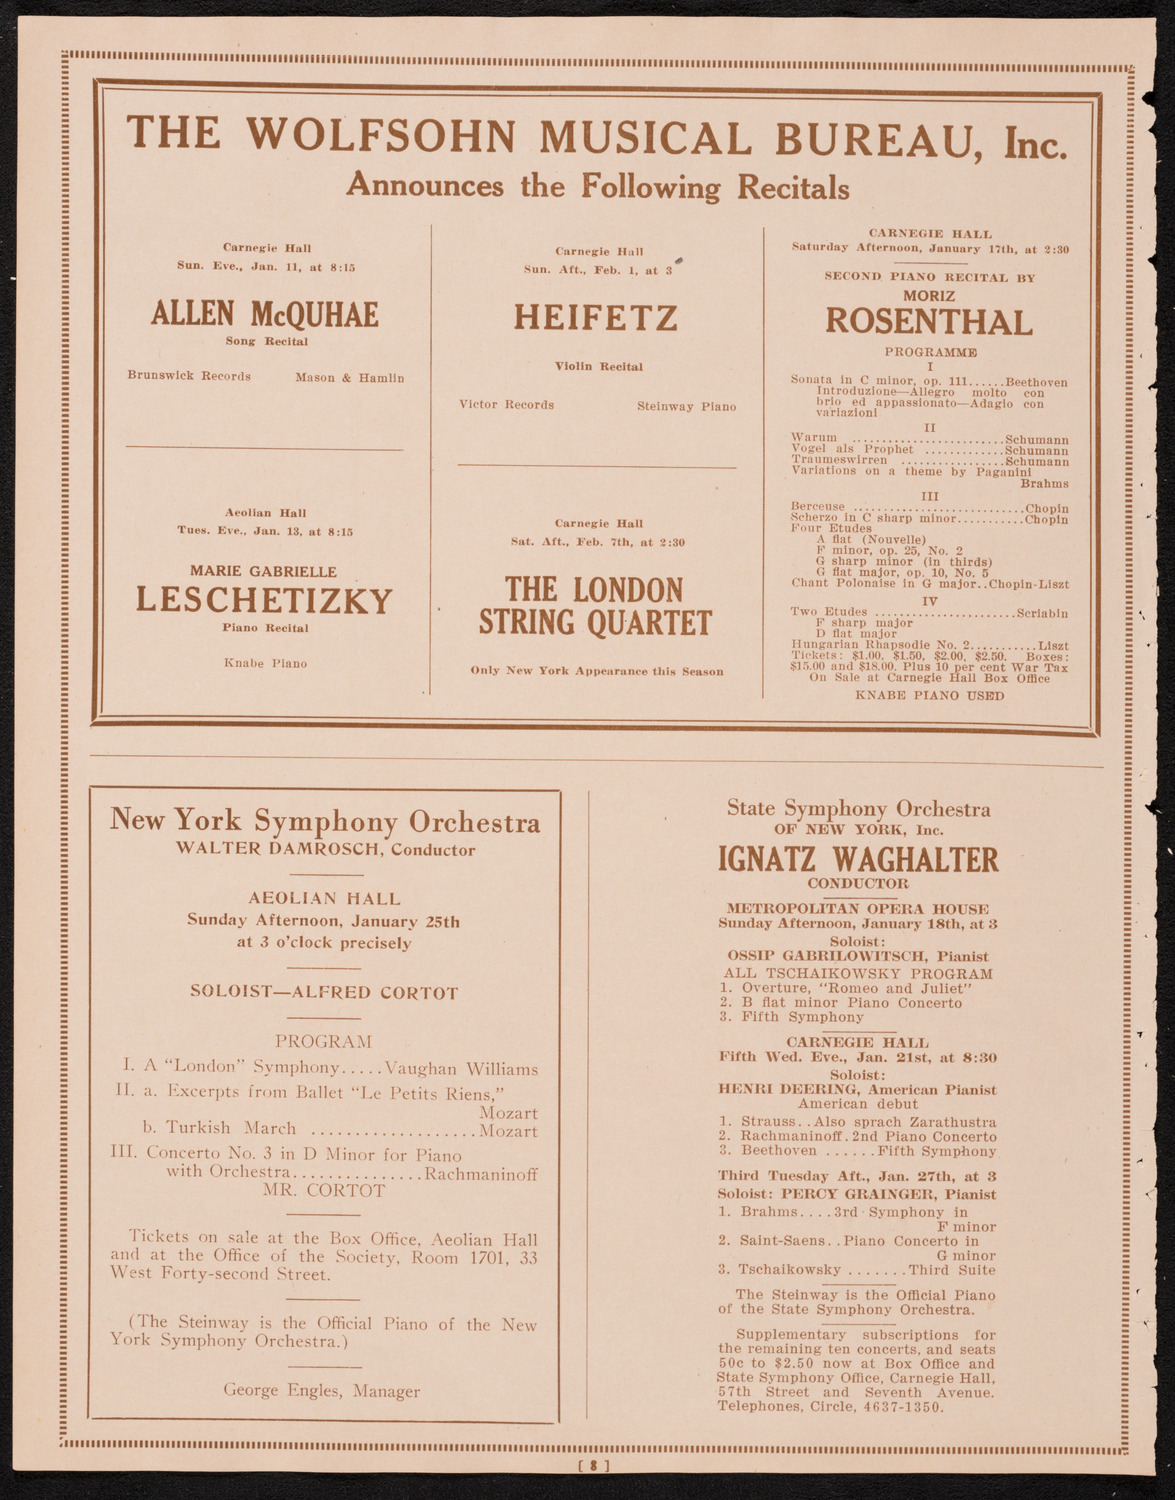 THE WOLFSOHN MUSICAL BUREAU, Inc.
Announces the Following Recitals
Carnegie Hall
Sun. Eve., Jan. 11, at 8:15
ALLEN McQUHAE
Song Recital
Brunswick Records Mason & Hamlin
Aeolian Hall
Tues. Eve., Jan. 13, at 8:15
MARIE GABRIELLE
LESCHETIZKY
Piano Recital
Knabe Piano
Carnegie Hall
Sun. Aft., Feb. 1, at 3
HEIFETZ
Violin Recital
Victor Records Steinway Piano
Carnegie Hall
Sat. Aft., Feb. 7th, at 2:30
THE LONDON
STRING QUARTET
Only New York Appearance this Season
CARNEGIE HALL
Saturday Afternoon, January 17th, at 2:30
SECOND PIANO RECITAL BY
MORIZ
ROSENTHAL
PROGRAMME
I
Sonata in C minor, op. 111......Beethoven
Introduzione—Allegro molto con
brio ed appassionato—Adagio con
variazioni
II
Warum ........................Schumann
Vogel als Prophet .............Schumann
Traumeswirren .................Schumann
Variations on a theme by Paganini
Brahms
III
Berceuse ..........................Chopin
Scherzo in C sharp minor...........Chopin
Four Etudes
A flat (Nouvelle)
F minor, op. 25, No. 2
G sharp minor (in thirds)
G flat major, op. 10, No. 5
Chant Polonaise in G major..Chopin-Liszt
IV
Two Etudes ......................Scriabin
F sharp major
D flat major
Hungarian Rhapsodie No. 2...........Liszt
Tickets: $1.00, $1.50, $2.00, $2.50. Boxes:
$15.00 and $18.00. Plus 10 per cent War Tax
On Sale at Carnegie Hall Box Office
KNABE PIANO USED
New York Symphony Orchestra
WALTER DAMROSCH, Conductor
AEOLIAN HALL
Sunday Afternoon, January 25th
at 3 o'clock precisely
SOLOIST—ALFRED CORTOT
PROGRAM
I. A "London" Symphony.....Vaughan Williams
II. a. Excerpts from Ballet "Le Petits Riens,"
Mozart
b. Turkish March ..................Mozart
III. Concerto No. 3 in D Minor for Piano
with Orchestra..............Rachmaninoff
MR. CORTOT
Tickets on sale at the Box Office, Aeolian Hall
and at the Office of the Society, Room 1701, 33
West Forty-second Street.
(The Steinway is the Official Piano of the New
York Symphony Orchestra.)
George Engles, Manager
State Symphony Orchestra
OF NEW YORK, Inc.
IGNATZ WAGHALTER
CONDUCTOR
METROPOLITAN OPERA HOUSE
Sunday Afternoon, January 18th, at 3
Soloist:
OSSIP GABRILOWITSCH, Pianist
ALL TSCHAIKOWSKY PROGRAM
1. Overture, "Romeo and Juliet"
2. B flat minor Piano Concerto
3. Fifth Symphony
CARNEGIE HALL
Fifth Wed. Eve., Jan. 21st, at 8:30
Soloist:
HENRI DEERING, American Pianist
American debut
1. Strauss..Also sprach Zarathustra
2. Rachmaninoff.2nd Piano Concerto
3. Beethoven ......Fifth Symphony
Third Tuesday Aft., Jan. 27th, at 3
Soloist: PERCY GRAINGER, Pianist
1. Brahms....3rd Symphony in
F minor
2. Saint-Saens..Piano Concerto in
G minor
3. Tschaikowsky .......Third Suite
The Steinway is the Official Piano
of the State Symphony Orchestra.
Supplementary subscriptions for
the remaining ten concerts, and seats
50c to $2.50 now at Box Office and
State Symphony Office, Carnegie Hall,
57th Street and Seventh Avenue.
Telephones, Circle, 4637-1350.
[ 8 ]